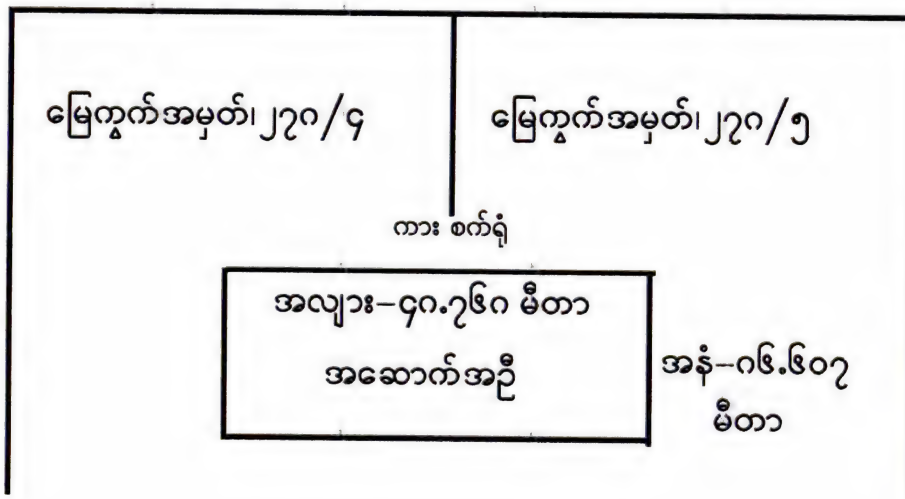 မြေကွက်အမှတ်၊၂၇၈/၄
မြေကွက်အမှတ်၊၂၇၈/၅
ကား စက်ရုံ
အလျား-၄၈.၇၆၈ မီတာ
အဆောက်အဦ
အနံ-၈၆.၆၀၇
မီတာ